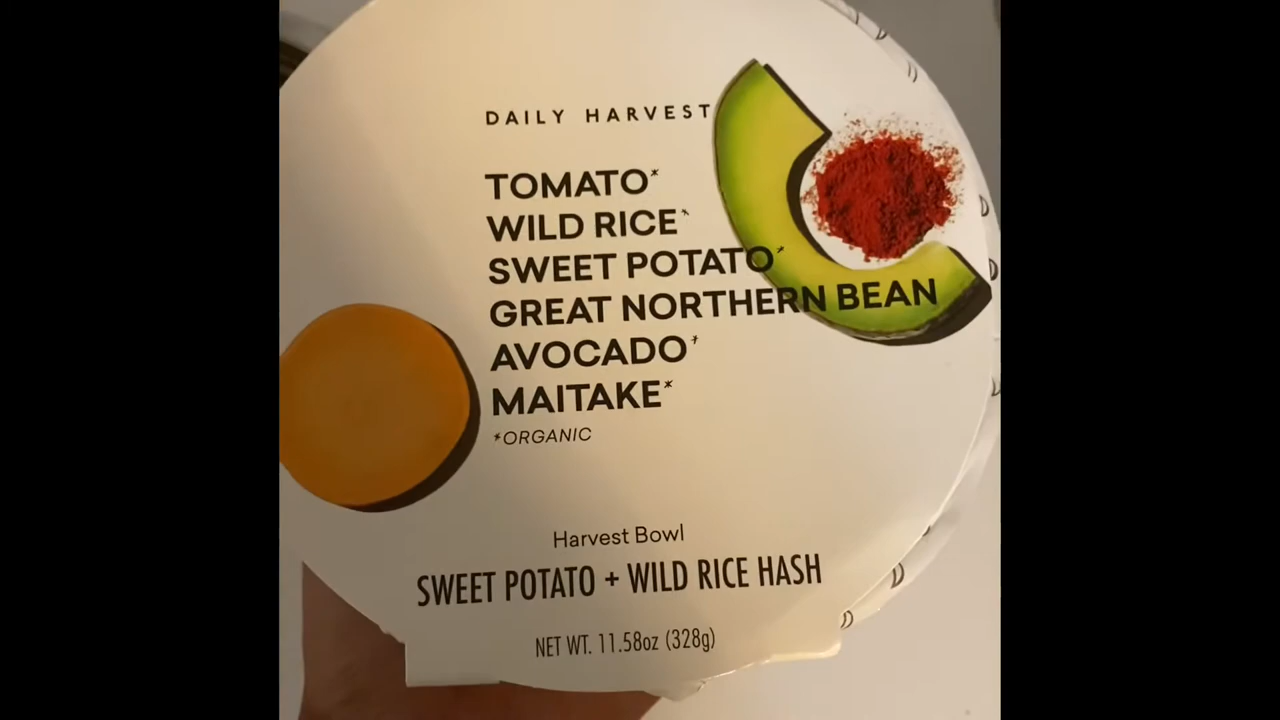 DAILY HARVEST
TOMATO*
WILD RICE*
SWEET POTATO*
GREAT NORTHERN BEAN
AVOCADO*
MAITAKE*
*ORGANIC
Harvest Bowl
SWEET POTATO + WILD RICE HASH
NET WT. 11.58oz (328g)